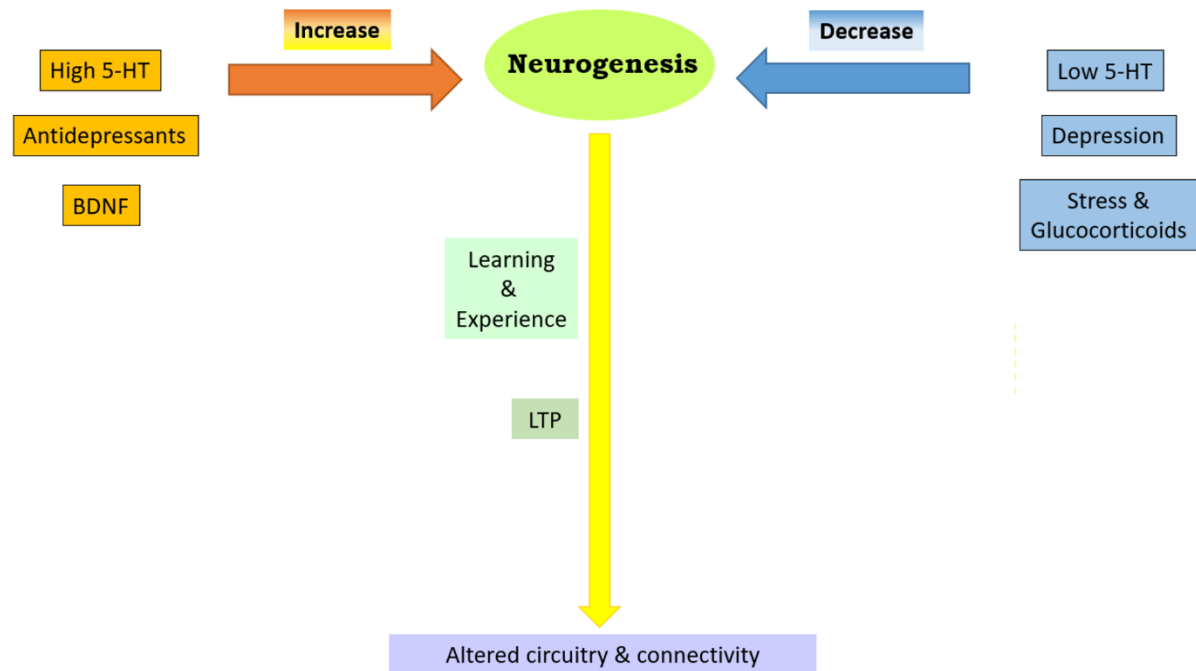 Increase
Neurogenesis
Decrease
High 5-HT
Low 5-HT
Antidepressants
Depression
BDNF
Stress &
Glucocorticoids
Learning
&
Experience
LTP
Altered circuitry & connectivity